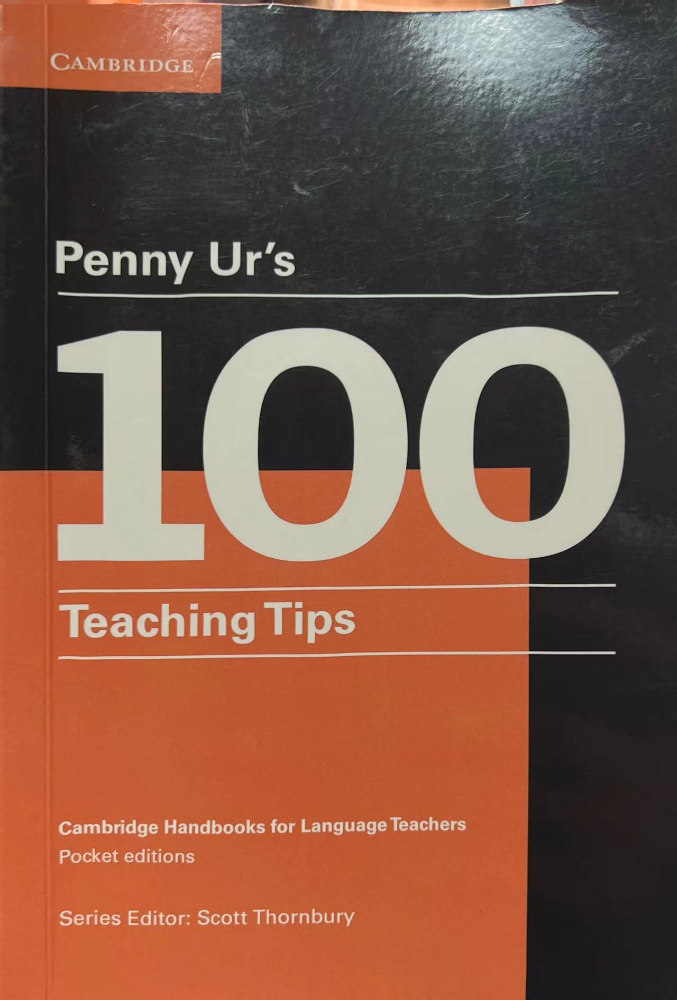 CAMBRIDGE
Penny Ur's
100
Teaching Tips
Cambridge Handbooks for Language Teachers
Pocket editions
Series Editor: Scott Thornbury